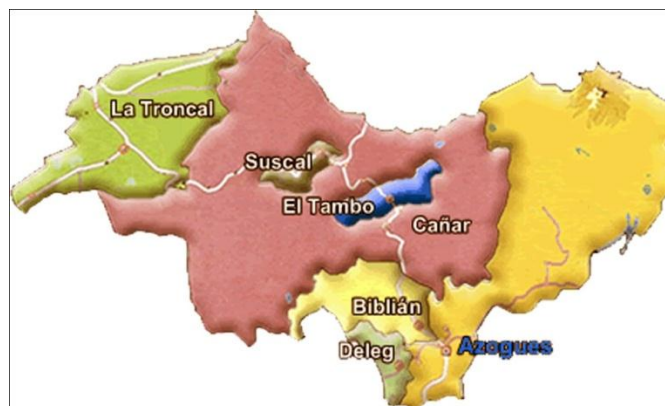 La Troncal
Suscal
El Tambo
Cañar
Biblián
Deleg
Azogues